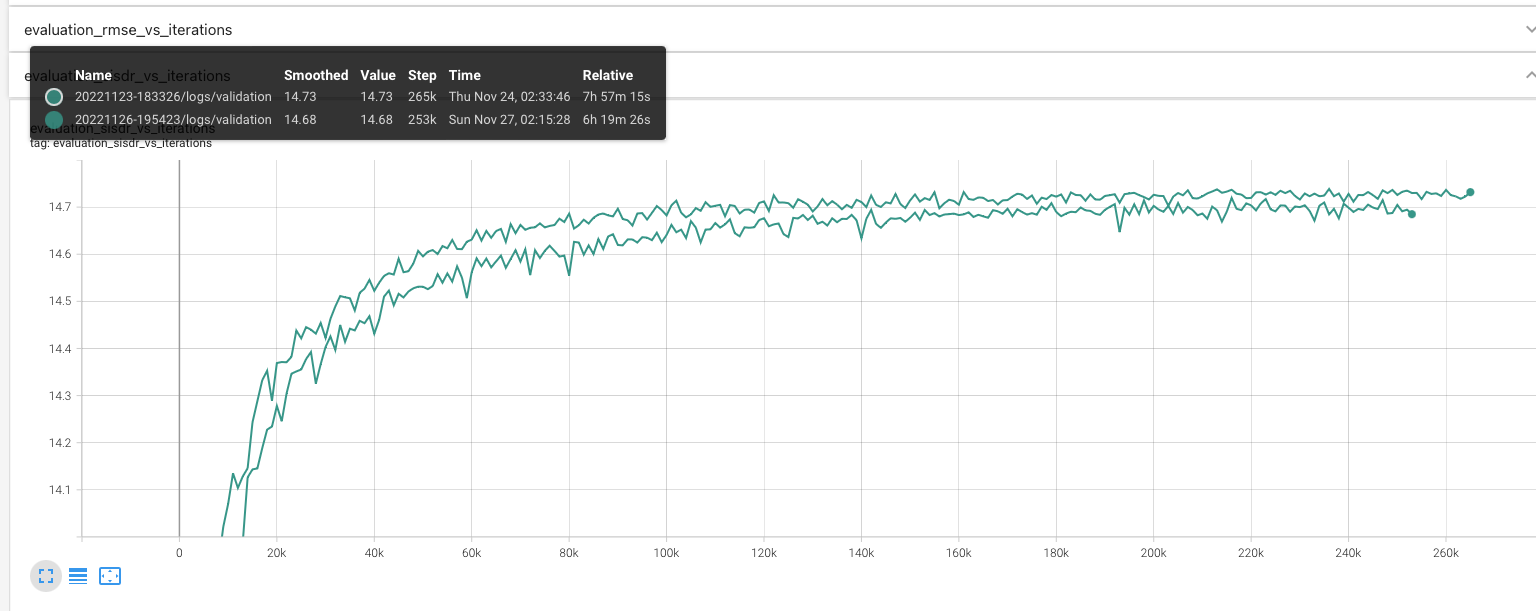 evaluation_rmse_vs_iterations
evaluation_sisdr_vs_iterations
Name Smoothed Value Step Time Relative
20221123-183326/logs/validation 14.73 14.73 265k Thu Nov 24, 02:33:46 7h 57m 15s
20221126-195423/logs/validation 14.68 14.68 253k Sun Nov 27, 02:15:28 6h 19m 26s
evaluation_sisdr_vs_iterations
tag: evaluation_sisdr_vs_iterations
14.7
14.6
14.5
14.4
14.3
14.2
14.1
0 20k 40k 60k 80k 100k 120k 140k 160k 180k 200k 220k 240k 260k